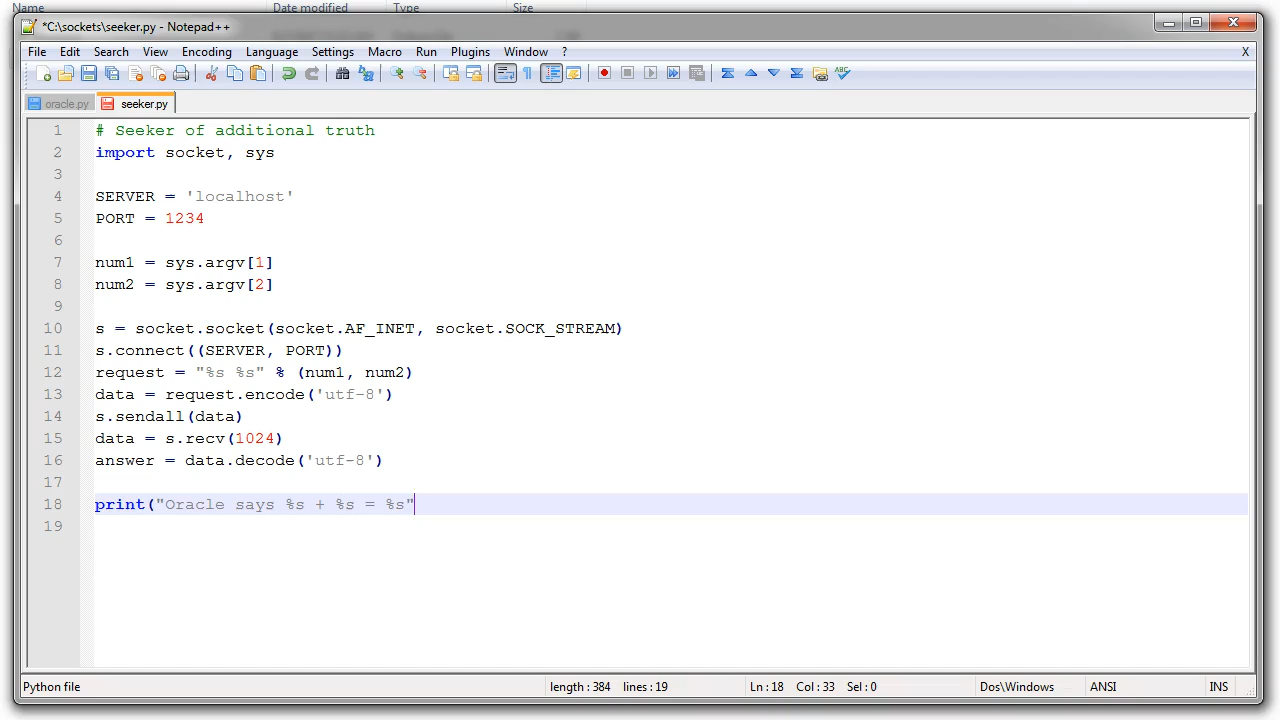 Name Date modified Type Size
*C:\sockets\seeker.py - Notepad++
File Edit Search View Encoding Language Settings Macro Run Plugins Window ? X
oracle.py seeker.py
1 # Seeker of additional truth
2 import socket, sys
3
4 SERVER = 'localhost'
5 PORT = 1234
6
7 num1 = sys.argv[1]
8 num2 = sys.argv[2]
9
10 s = socket.socket(socket.AF_INET, socket.SOCK_STREAM)
11 s.connect((SERVER, PORT))
12 request = "%s %s" % (num1, num2)
13 data = request.encode('utf-8')
14 s.sendall(data)
15 data = s.recv(1024)
16 answer = data.decode('utf-8')
17
18 print("Oracle says %s + %s = %s"
19
Python file length : 384 lines : 19 Ln : 18 Col : 33 Sel : 0 Dos\Windows ANSI INS